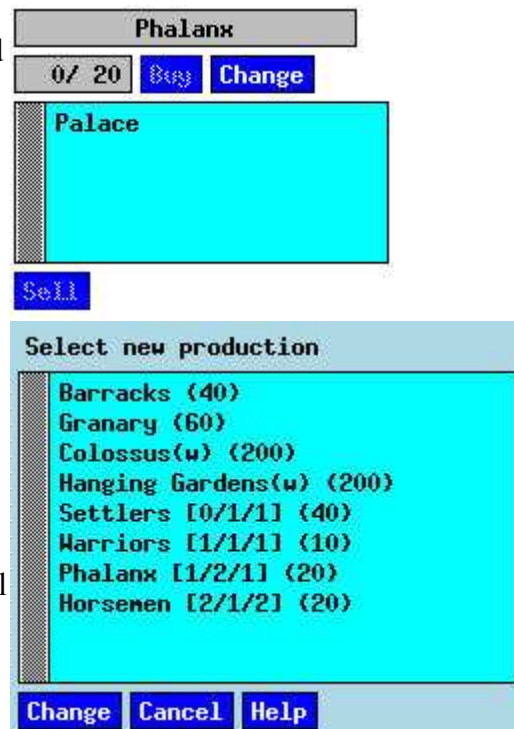 Phalanx
l
0/ 20 Buy Change
Palace
Sell
Select new production
Barracks (40)
Granary (60)
Colossus(w) (200)
Hanging Gardens(w) (200)
Settlers [0/1/1] (40)
Warriors [1/1/1] (10)
Phalanx [1/2/1] (20)
l
Horsemen [2/1/2] (20)
Change Cancel Help